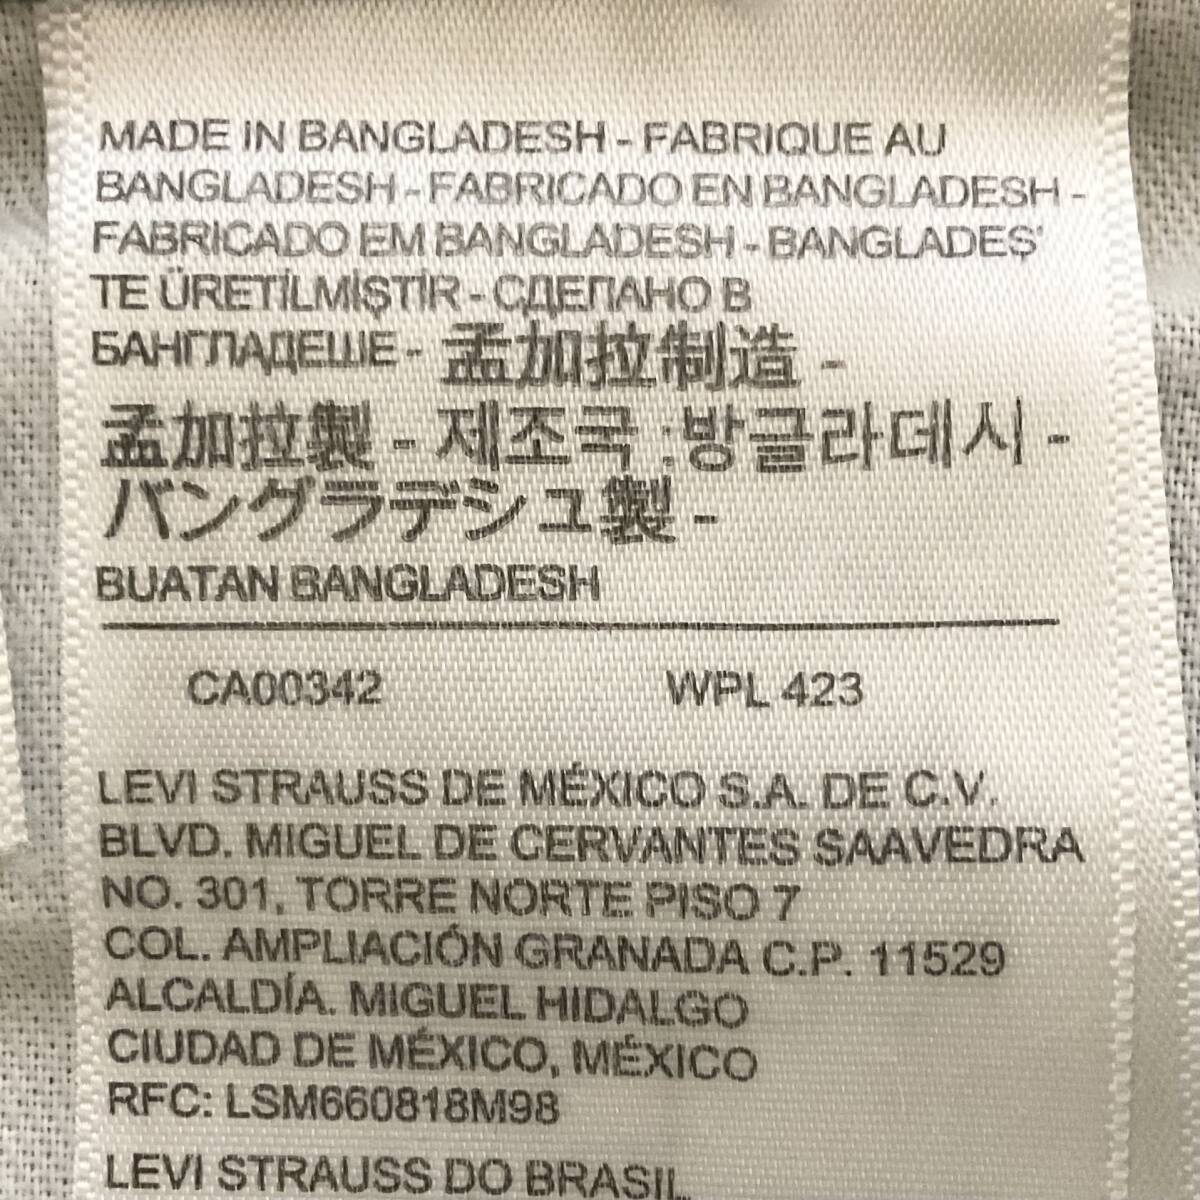 MADE IN BANGLADESH - FABRIQUE AU
BANGLADESH - FABRICADO EN BANGLADESH -
FABRICADO EM BANGLADESH - BANGLADEŞ'
TE ÜRETİLMİŞTİR - СДЕЛАНО В
БАНГЛАДЕШЕ - 孟加拉制造 -
孟加拉製 - 제조국 :방글라데시 -
バングラデシュ製 -
BUATAN BANGLADESH
CA00342 WPL 423
LEVI STRAUSS DE MÉXICO S.A. DE C.V.
BLVD. MIGUEL DE CERVANTES SAAVEDRA
NO. 301, TORRE NORTE PISO 7
COL. AMPLIACIÓN GRANADA C.P. 11529
ALCALDÍA. MIGUEL HIDALGO
CIUDAD DE MÉXICO, MÉXICO
RFC: LSM660818M98
LEVI STRAUSS DO BRASIL